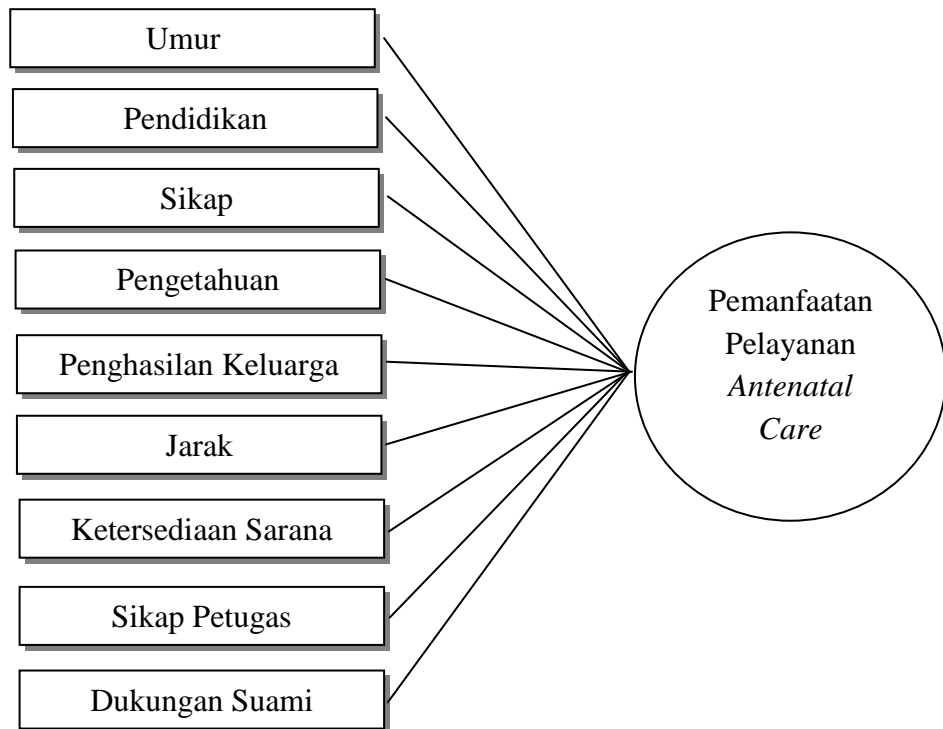 Umur
Pendidikan
Sikap
Pengetahuan
Penghasilan Keluarga
Jarak
Ketersediaan Sarana
Sikap Petugas
Dukungan Suami
Pemanfaatan
Pelayanan
Antenatal
Care